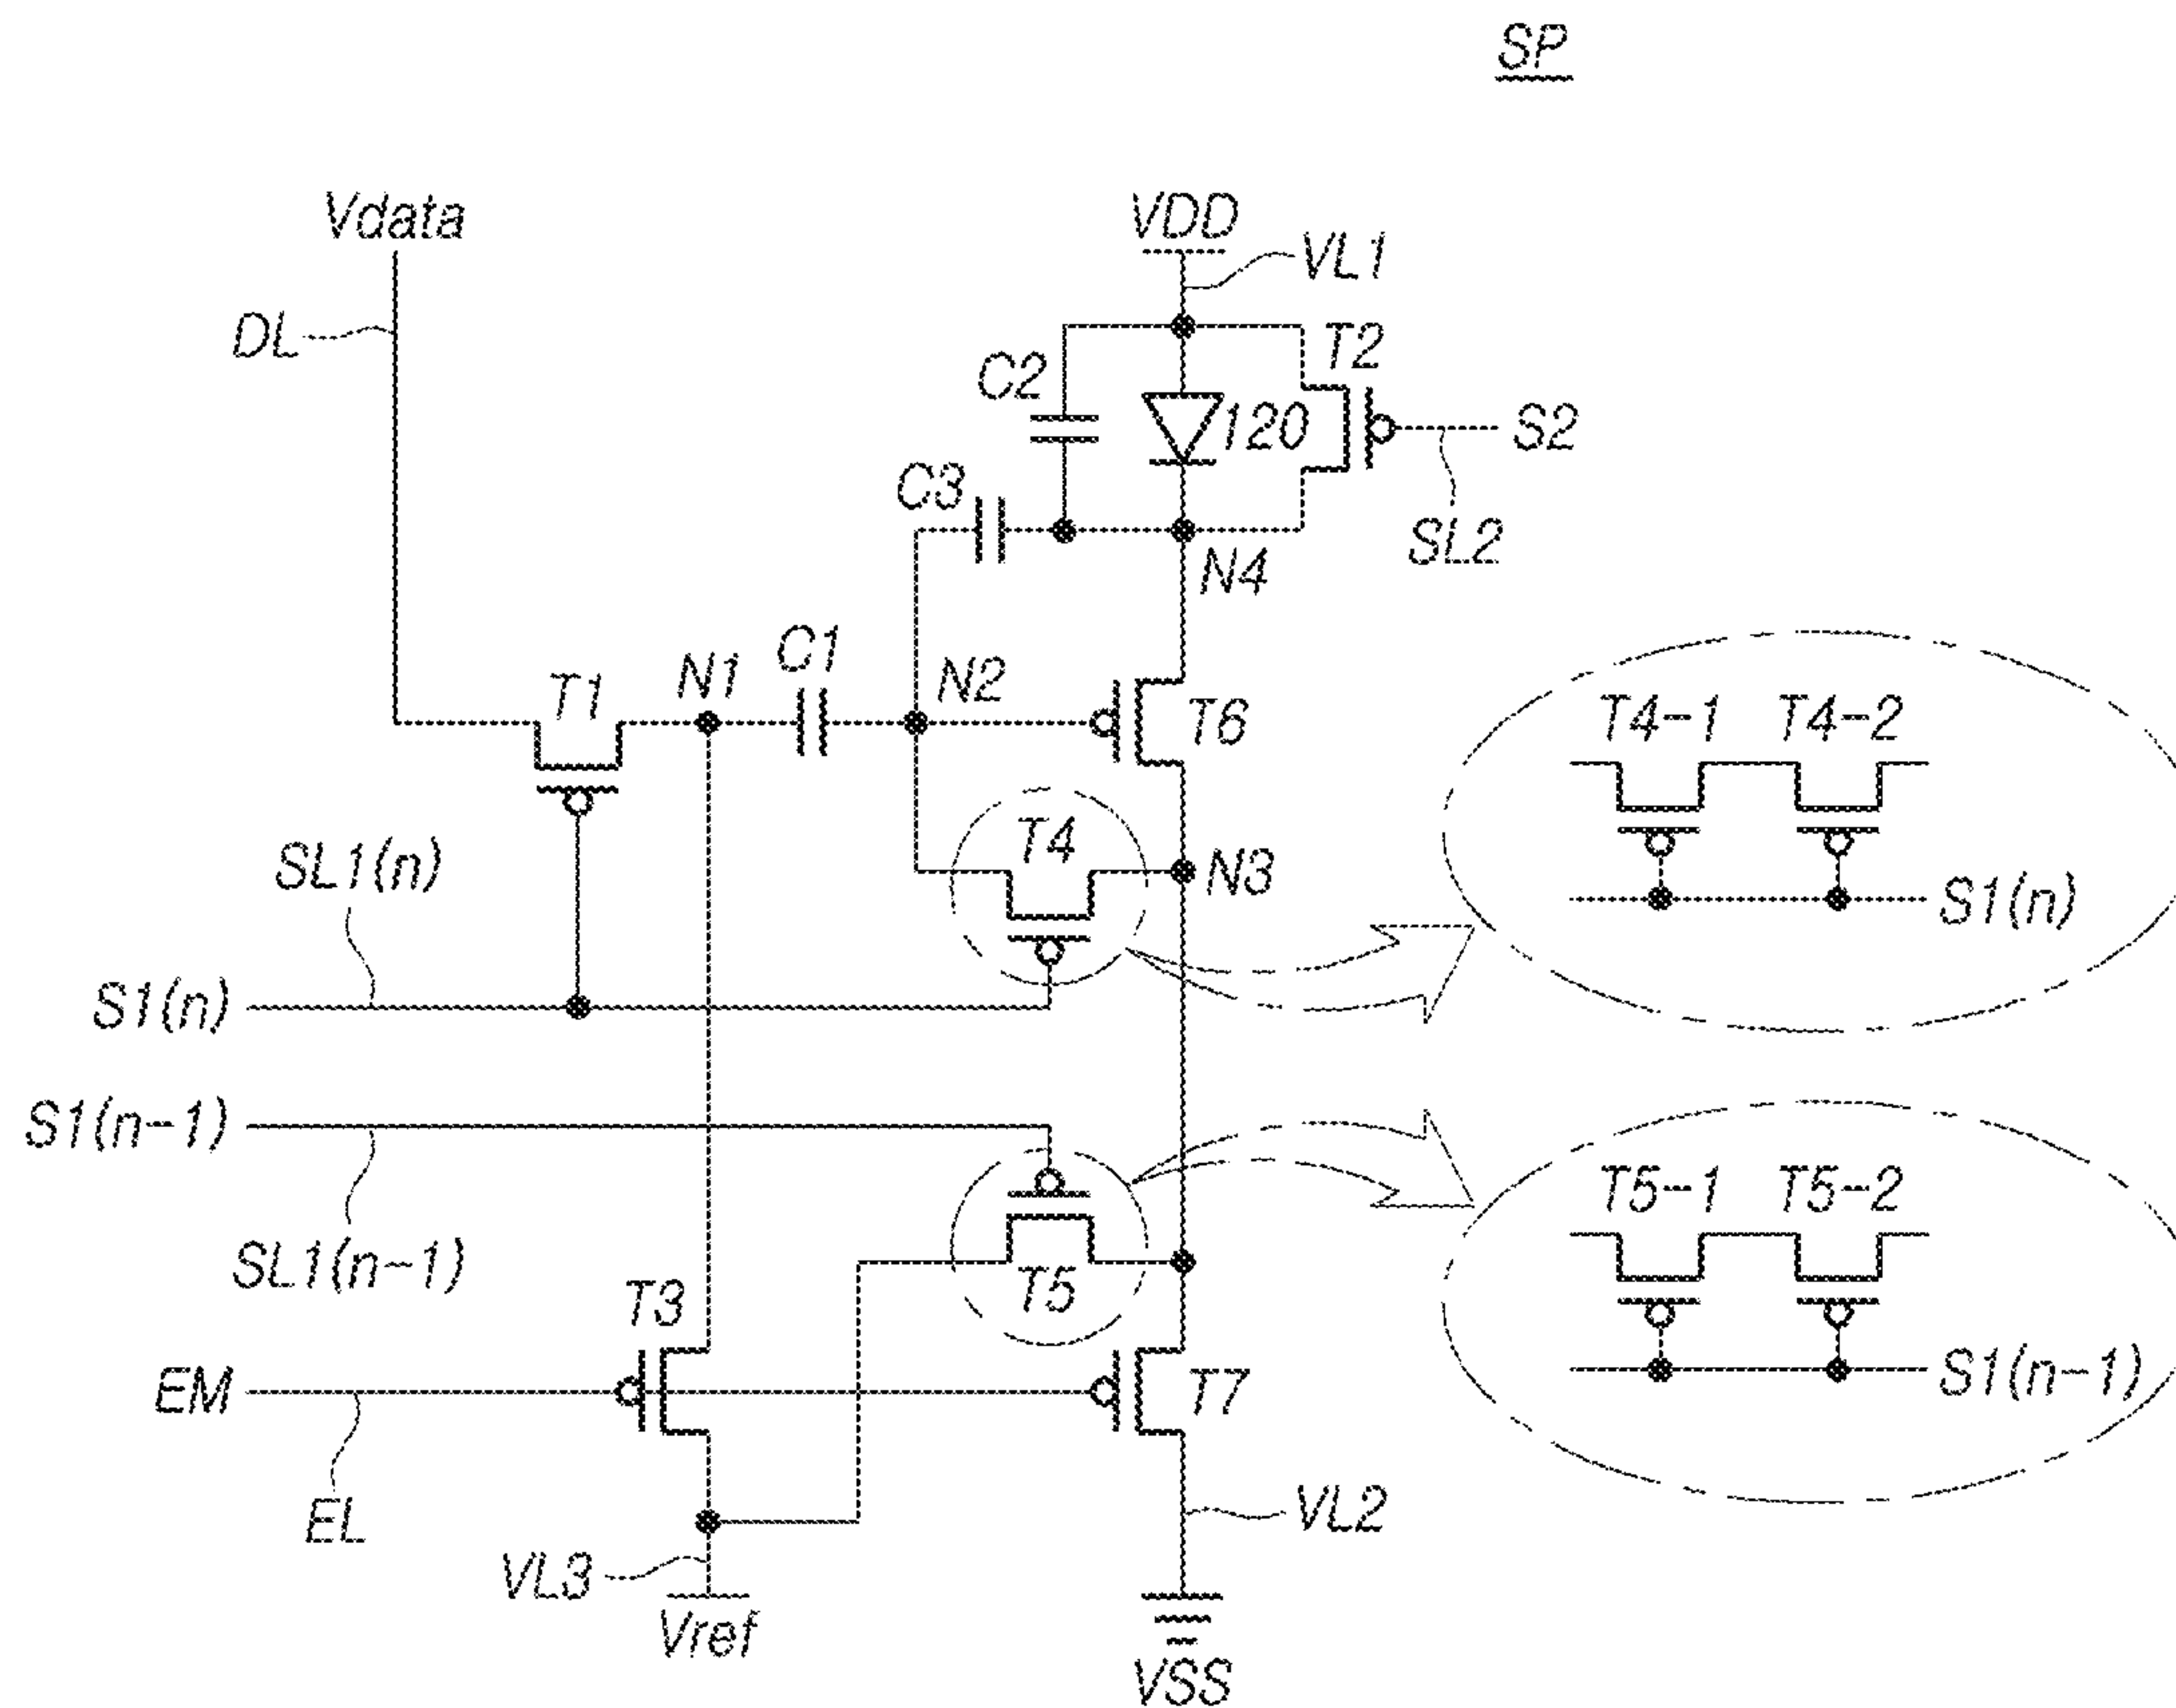 SP
Vdata
VDD
VL1
DL
T2
C2
120
S2
C3
SL2
N4
C1
N1
N2
T1
T6
T4-1 T4-2
T4
SL1(n)
N3
S1(n)
S1(n)
S1(n-1)
T5-1 T5-2
SL1(n-1)
T5
T3
EM
T7
S1(n-1)
EL
VL2
VL3
Vref
VSS